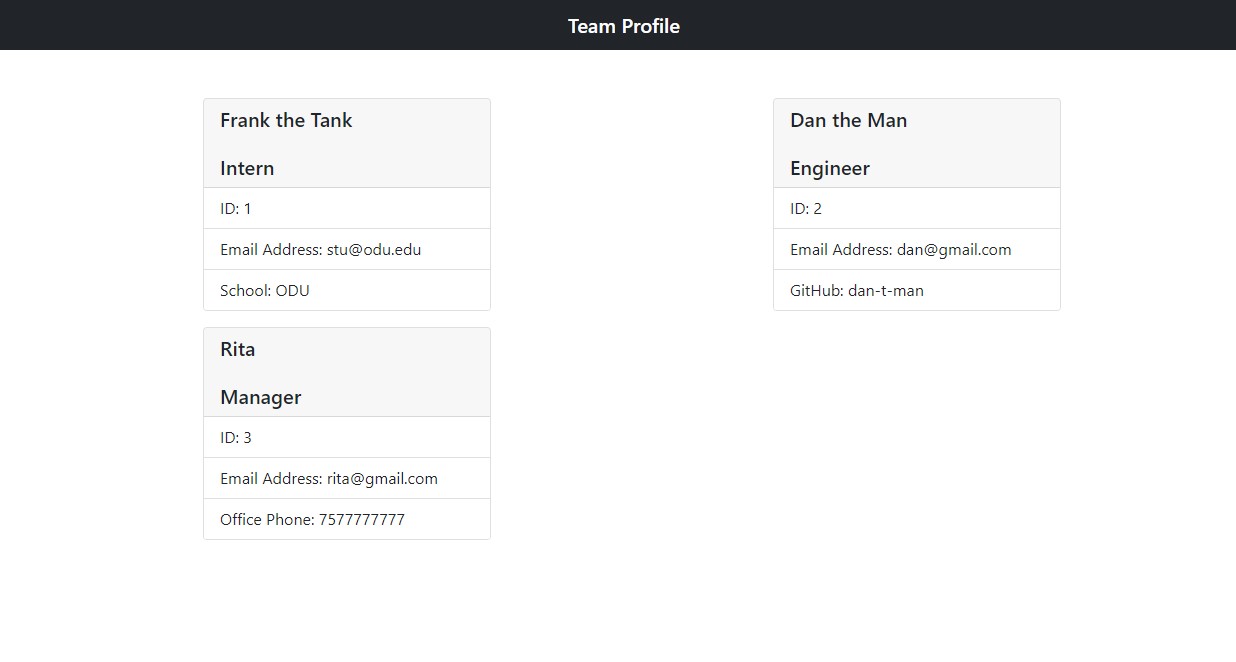 Team Profile
Frank the Tank
Intern
ID: 1
Email Address: stu@odu.edu
School: ODU
Dan the Man
Engineer
ID: 2
Email Address: dan@gmail.com
GitHub: dan-t-man
Rita
Manager
ID: 3
Email Address: rita@gmail.com
Office Phone: 7577777777